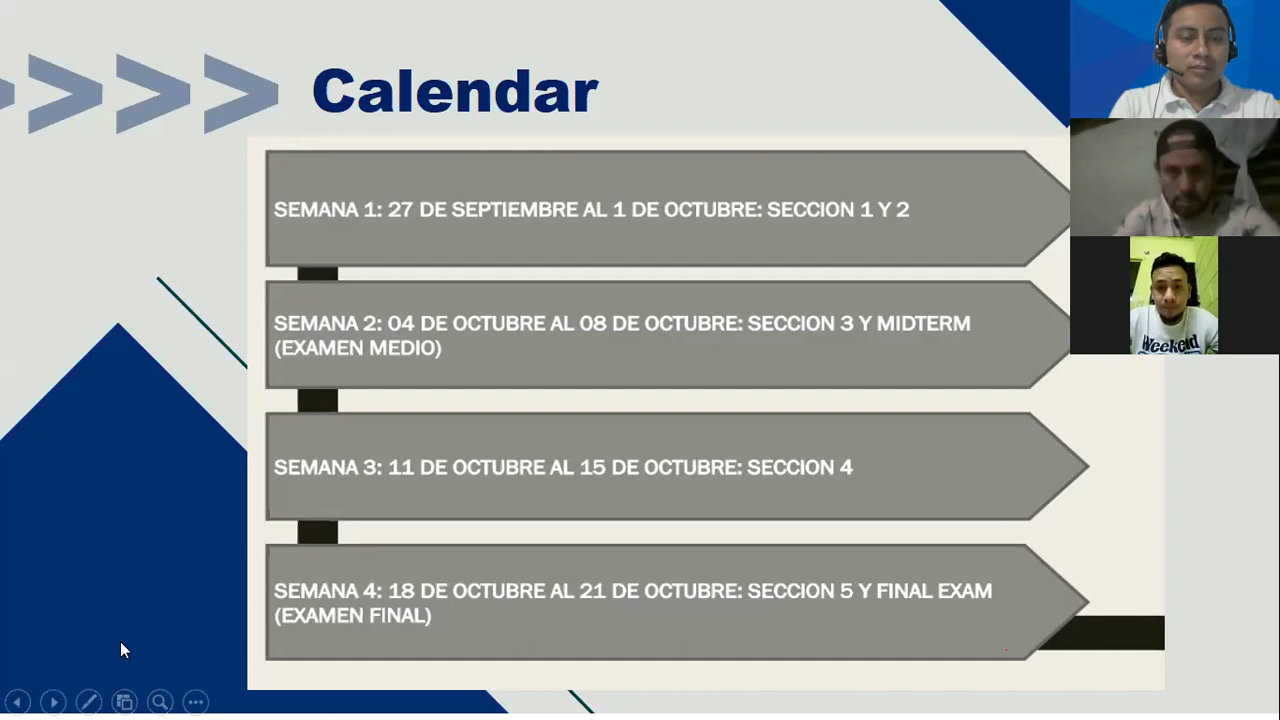 Calendar
SEMANA 1: 27 DE SEPTIEMBRE AL 1 DE OCTUBRE: SECCION 1 Y 2
SEMANA 2: 04 DE OCTUBRE AL 08 DE OCTUBRE: SECCION 3 Y MIDTERM
(EXAMEN MEDIO)
Weekend
SEMANA 3: 11 DE OCTUBRE AL 15 DE OCTUBRE: SECCION 4
SEMANA 4: 18 DE OCTUBRE AL 21 DE OCTUBRE: SECCION 5 Y FINAL EXAM
(EXAMEN FINAL)